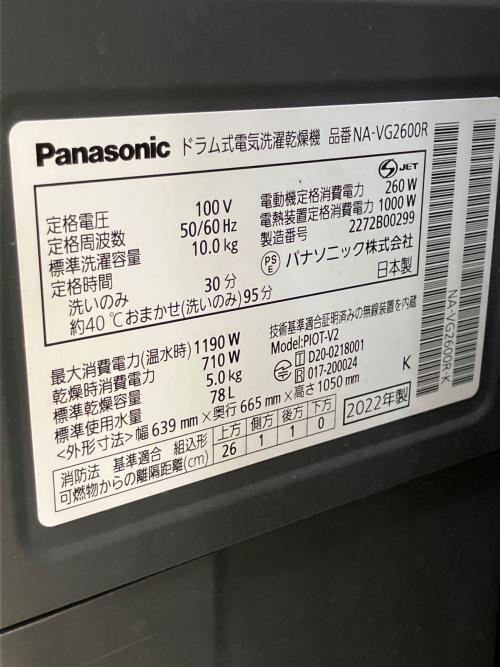 Panasonic ドラム式電気洗濯乾燥機 品番 NA-VG2600R
定格電圧 100 V
定格周波数 50/60 Hz
標準洗濯容量 10.0 kg
定格時間
洗いのみ 30 分
約40 ℃おまかせ(洗いのみ) 95 分
S JET
電動機定格消費電力 260 W
電熱装置定格消費電力 1000 W
製造番号 2272B00299
PS E パナソニック株式会社
日本製
最大消費電力(温水時) 1190 W
乾燥時消費電力 710 W
標準乾燥容量 5.0 kg
標準使用水量 78 L
<外形寸法> 幅 639 mm × 奥行 665 mm × 高さ 1050 mm
技術基準適合証明済みの無線装置を内蔵
Model:PIOT-V2
T D20-0218001
R 017-200024
K
消防法 基準適合 組込形 上方 側方 後方 下方
可燃物からの離隔距離(cm) 26 1 1 0
2022年製
NA-VG2600R-K